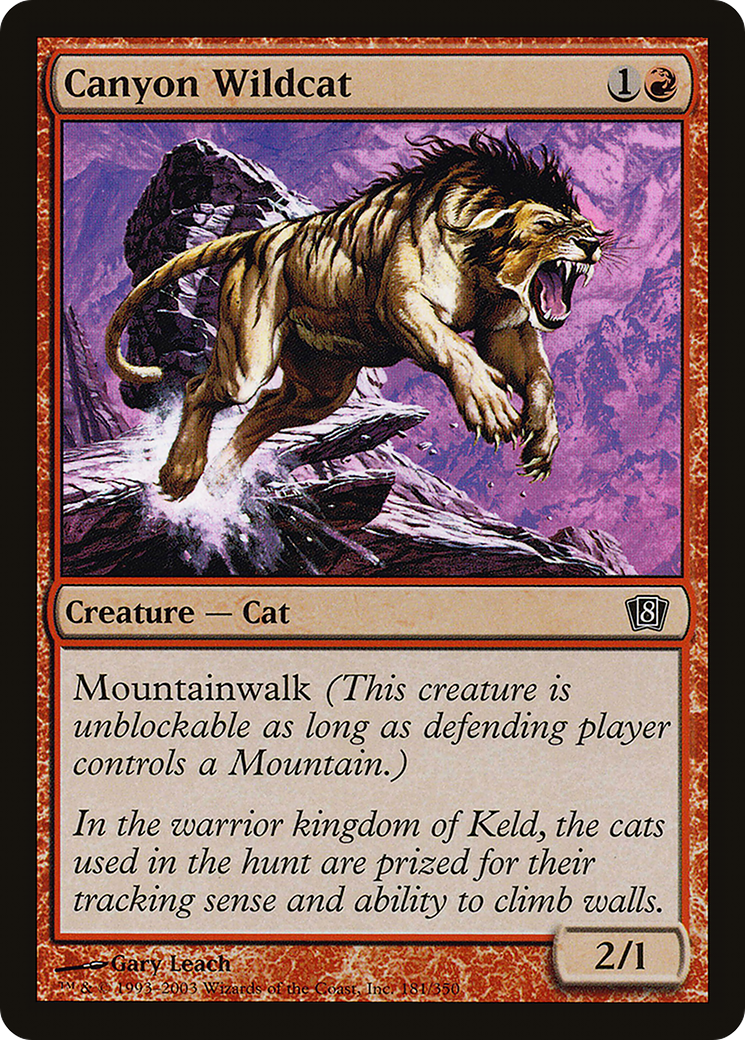 Canyon Wildcat 1
Creature — Cat 8
Mountainwalk (This creature is
unblockable as long as defending player
controls a Mountain.)
In the warrior kingdom of Keld, the cats
used in the hunt are prized for their
tracking sense and ability to climb walls.
2/1
Gary Leach
™ & © 1993–2003 Wizards of the Coast, Inc. 181/350